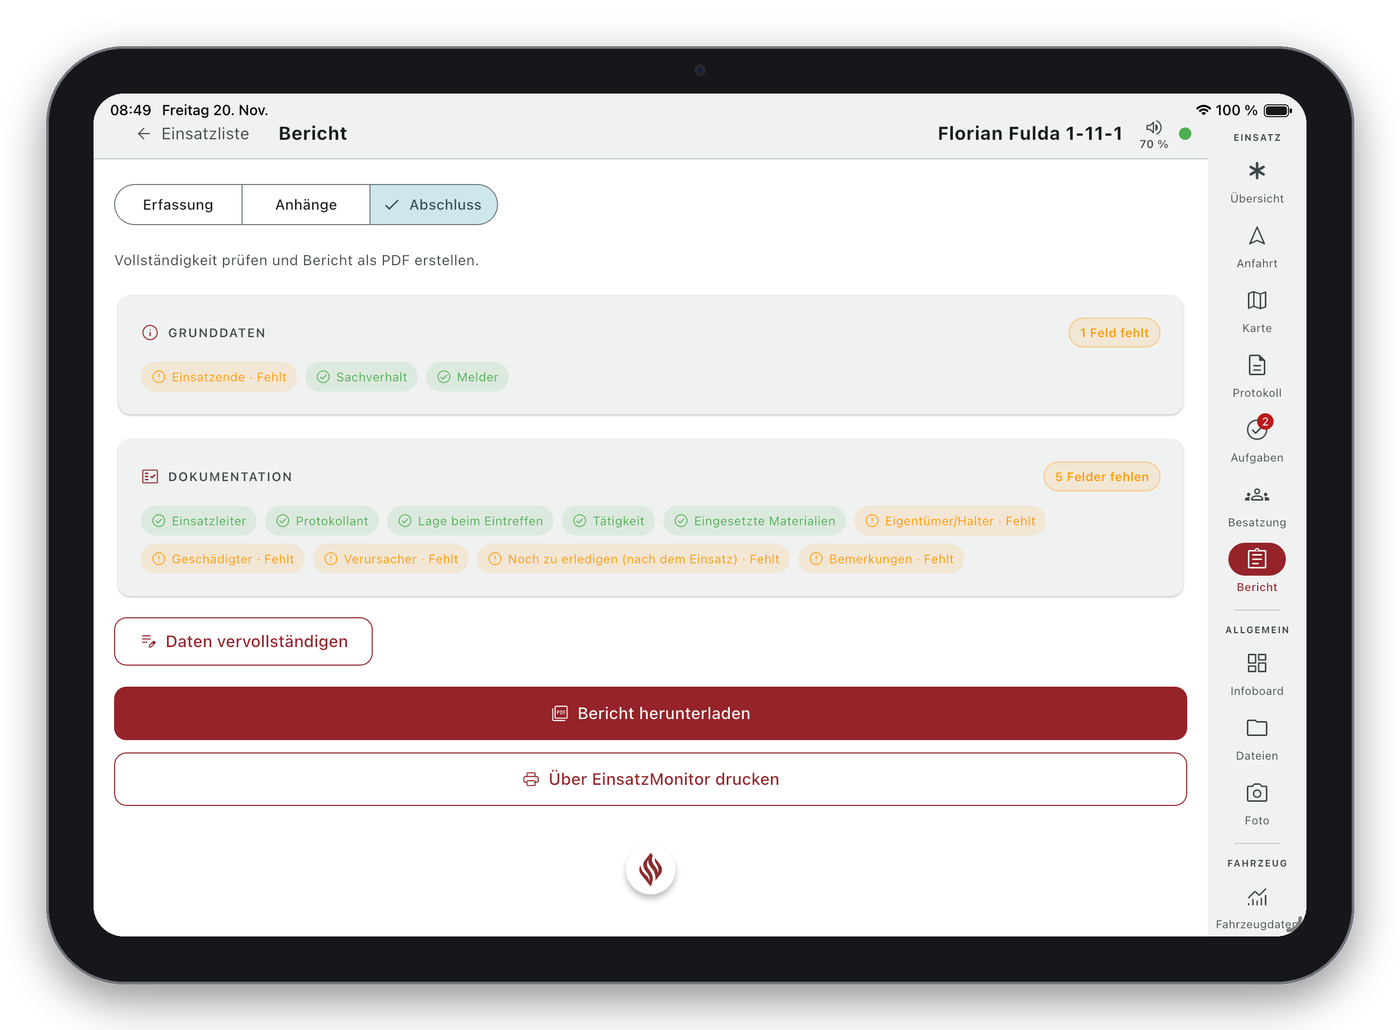 08:49 Freitag 20. Nov.
100 %
Einsatzliste Bericht
Florian Fulda 1-11-1
70 %
Erfassung Anhänge Abschluss
Vollständigkeit prüfen und Bericht als PDF erstellen.
GRUNDDATEN
1 Feld fehlt
Einsatzende · Fehlt Sachverhalt Melder
DOKUMENTATION
5 Felder fehlen
Einsatzleiter Protokollant Lage beim Eintreffen Tätigkeit Eingesetzte Materialien Eigentümer/Halter · Fehlt
Geschädigter · Fehlt Verursacher · Fehlt Noch zu erledigen (nach dem Einsatz) · Fehlt Bemerkungen · Fehlt
Daten vervollständigen
PDF Bericht herunterladen
Über EinsatzMonitor drucken
EINSATZ
Übersicht
Anfahrt
Karte
Protokoll
2
Aufgaben
Besatzung
Bericht
ALLGEMEIN
Infoboard
Dateien
Foto
FAHRZEUG
Fahrzeugdaten